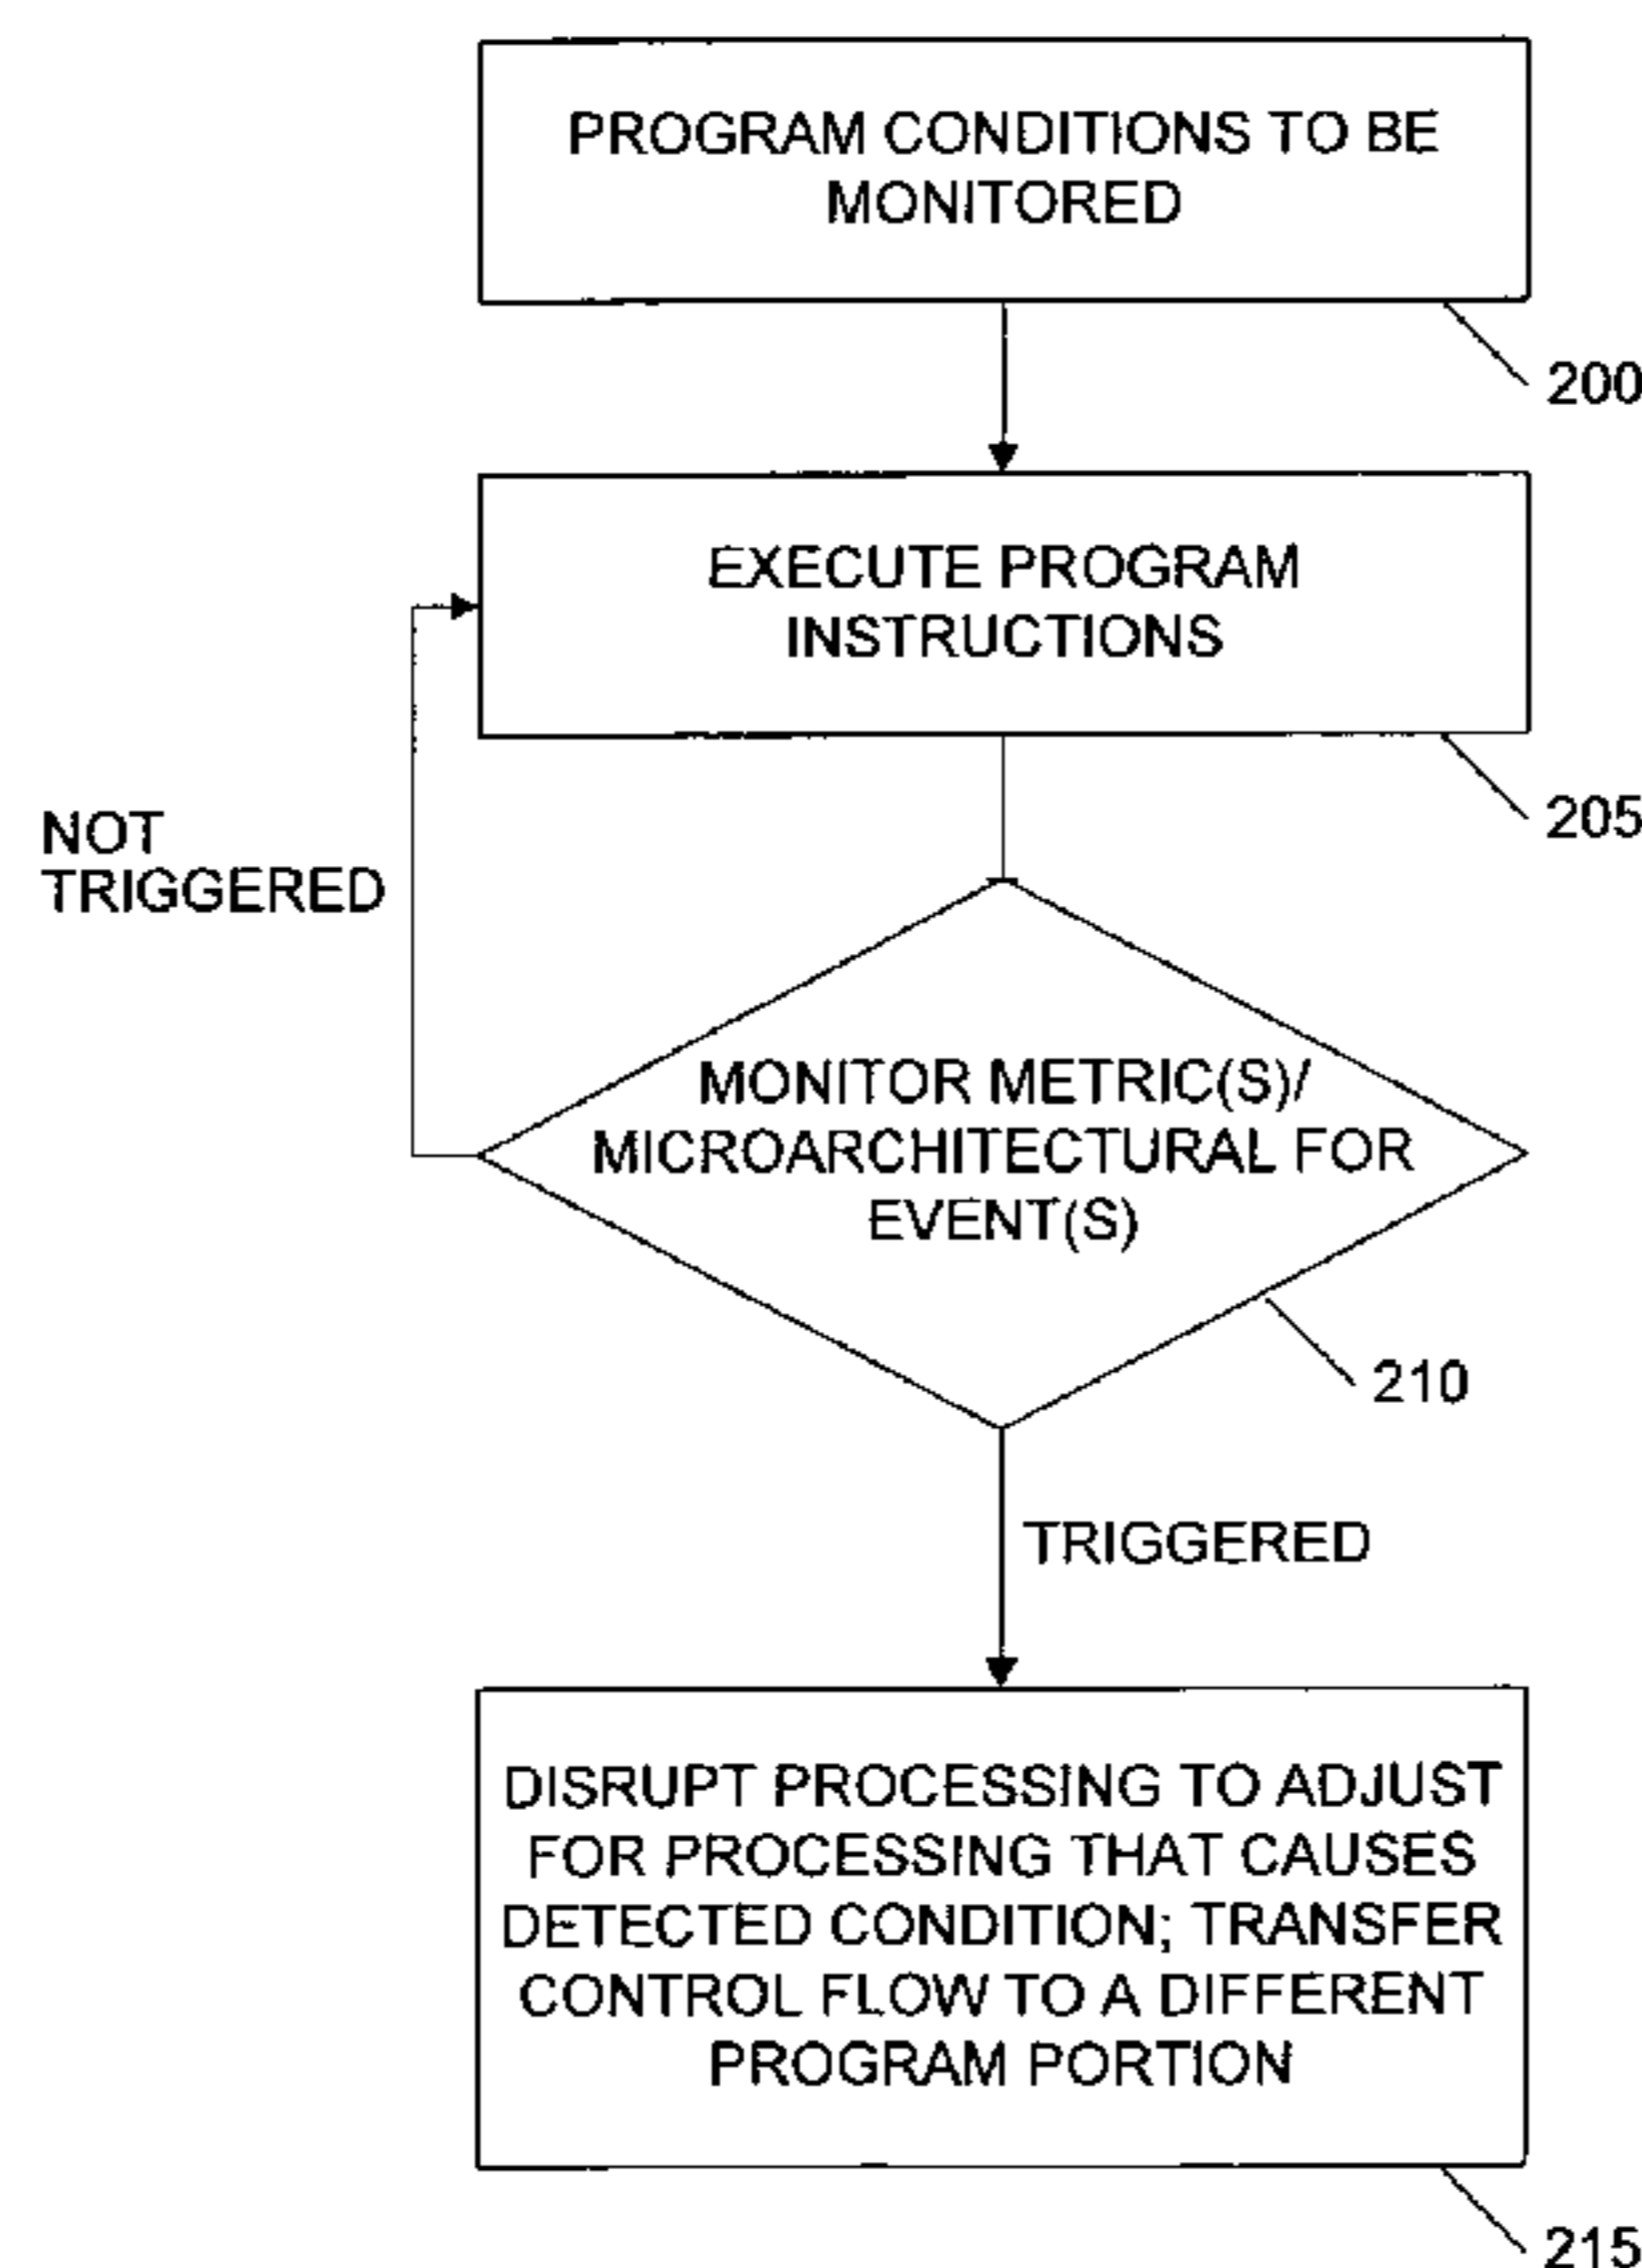 PROGRAM CONDITIONS TO BE
MONITORED
200
EXECUTE PROGRAM
INSTRUCTIONS
205
NOT
TRIGGERED
MONITOR METRIC(S)/
MICROARCHITECTURAL FOR
EVENT(S)
210
TRIGGERED
DISRUPT PROCESSING TO ADJUST
FOR PROCESSING THAT CAUSES
DETECTED CONDITION; TRANSFER
CONTROL FLOW TO A DIFFERENT
PROGRAM PORTION
215